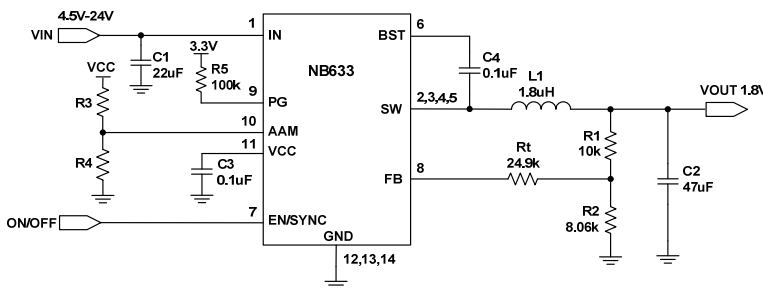 4.5V-24V
VIN
1
IN
C1
22uF
3.3V
R5
100k
VCC
R3
R4
9
PG
10
AAM
11
VCC
C3
0.1uF
7
EN/SYNC
ON/OFF
NB633
GND
12,13,14
6
BST
C4
0.1uF
L1
1.8uH
SW
2,3,4,5
VOUT 1.8V
R1
10k
8
FB
Rt
24.9k
R2
8.06k
C2
47uF